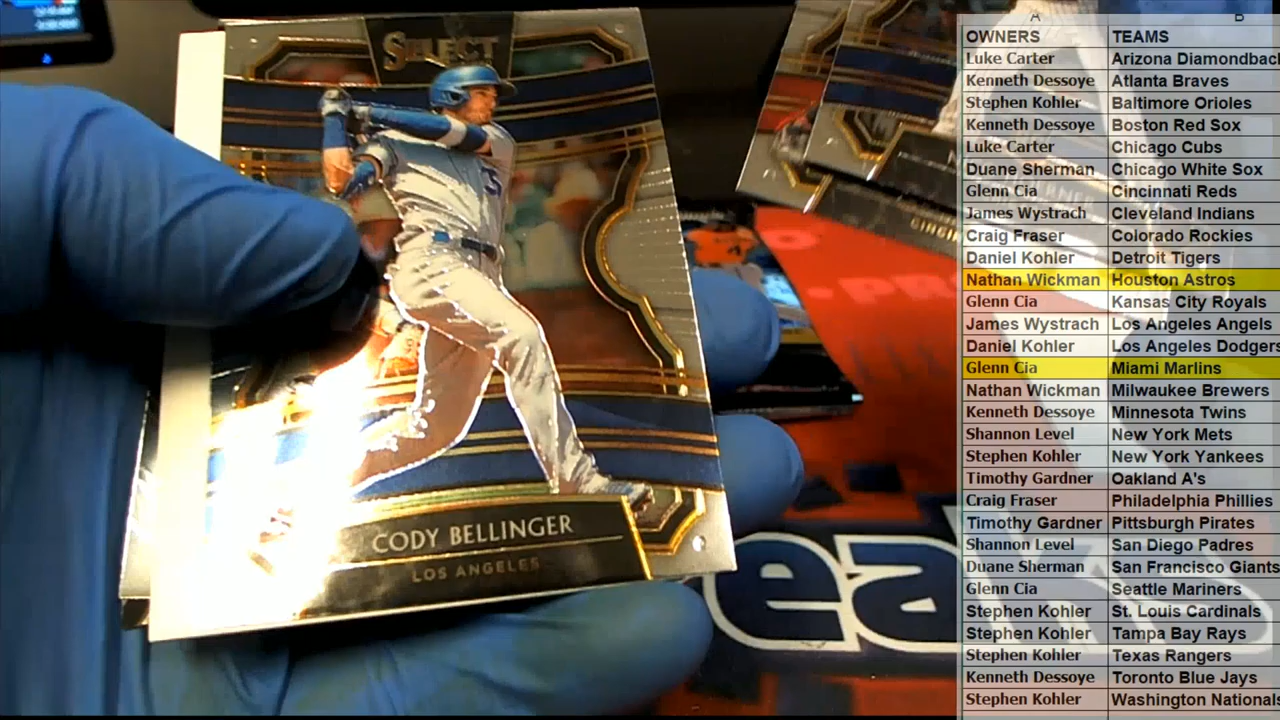 SELECT
CODY BELLINGER
LOS ANGELES
ea
A B
OWNERS TEAMS
Luke Carter Arizona Diamondbac
Kenneth Dessoye Atlanta Braves
Stephen Kohler Baltimore Orioles
Kenneth Dessoye Boston Red Sox
Luke Carter Chicago Cubs
Duane Sherman Chicago White Sox
Glenn Cia Cincinnati Reds
James Wystrach Cleveland Indians
Craig Fraser Colorado Rockies
Daniel Kohler Detroit Tigers
Nathan Wickman Houston Astros
Glenn Cia Kansas City Royals
James Wystrach Los Angeles Angels
Daniel Kohler Los Angeles Dodgers
Glenn Cia Miami Marlins
Nathan Wickman Milwaukee Brewers
Kenneth Dessoye Minnesota Twins
Shannon Level New York Mets
Stephen Kohler New York Yankees
Timothy Gardner Oakland A's
Craig Fraser Philadelphia Phillies
Timothy Gardner Pittsburgh Pirates
Shannon Level San Diego Padres
Duane Sherman San Francisco Giants
Glenn Cia Seattle Mariners
Stephen Kohler St. Louis Cardinals
Stephen Kohler Tampa Bay Rays
Stephen Kohler Texas Rangers
Kenneth Dessoye Toronto Blue Jays
Stephen Kohler Washington Nationals